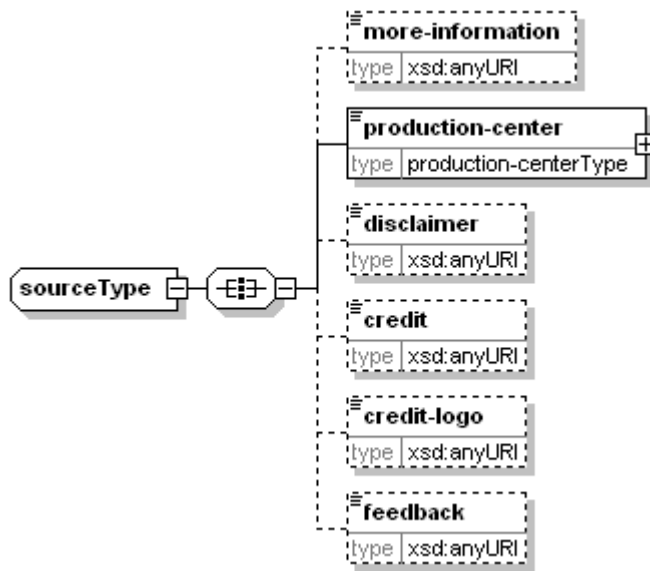 more-information
type xsd:anyURI
production-center
type production-centerType
disclaimer
type xsd:anyURI
sourceType
credit
type xsd:anyURI
credit-logo
type xsd:anyURI
feedback
type xsd:anyURI